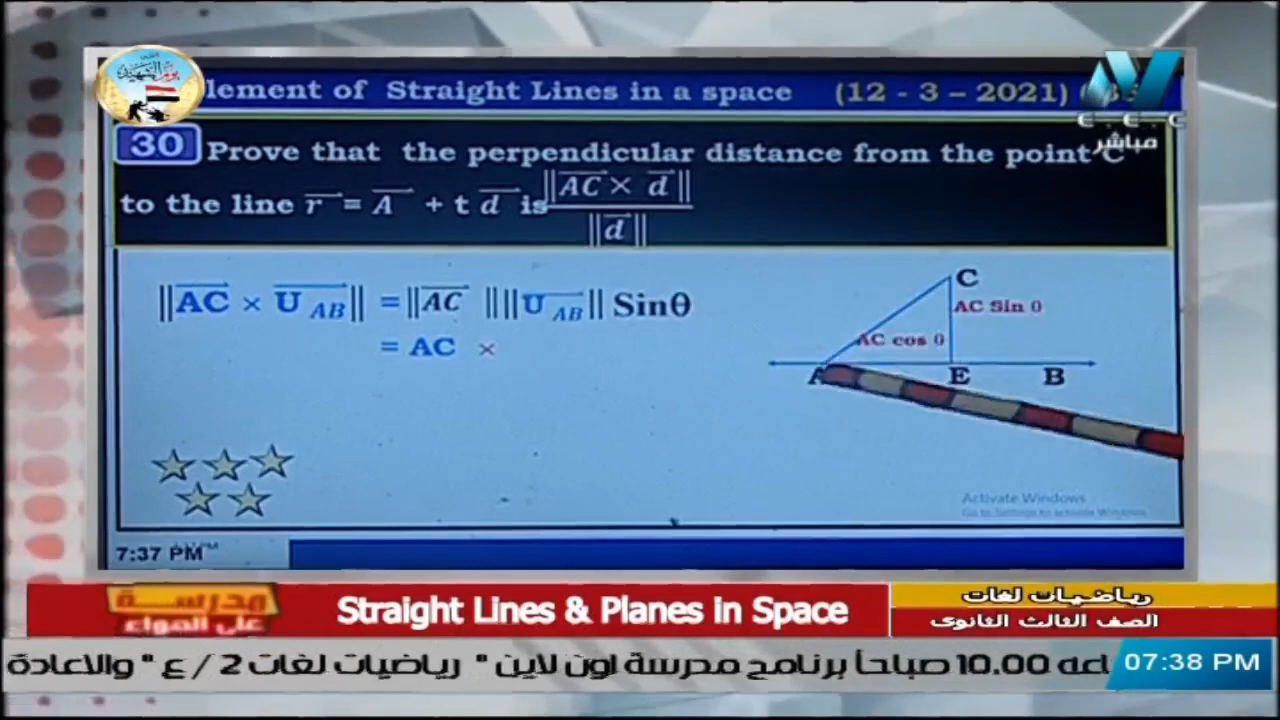 يوم الشهيد
lement of Straight Lines in a space (12 - 3 – 2021)
E.E.C
مباشر
30 Prove that the perpendicular distance from the point C
to the line r = A + t d is ||AC × d|| / ||d||
||AC × U AB|| = ||AC|| ||U AB|| Sinθ
= AC ×
C
AC Sin θ
AC cos θ
A E B
Activate Windows
Go to Settings to activate Windows
7:37 PM
مدرسة
على الهواء
Straight Lines & Planes in Space
رياضيات لغات
الصف الثالث الثانوى
اعه 10.00 صباحاً برنامج مدرسة اون لاين " رياضيات لغات 2 / ع " والاعادة
07:38 PM